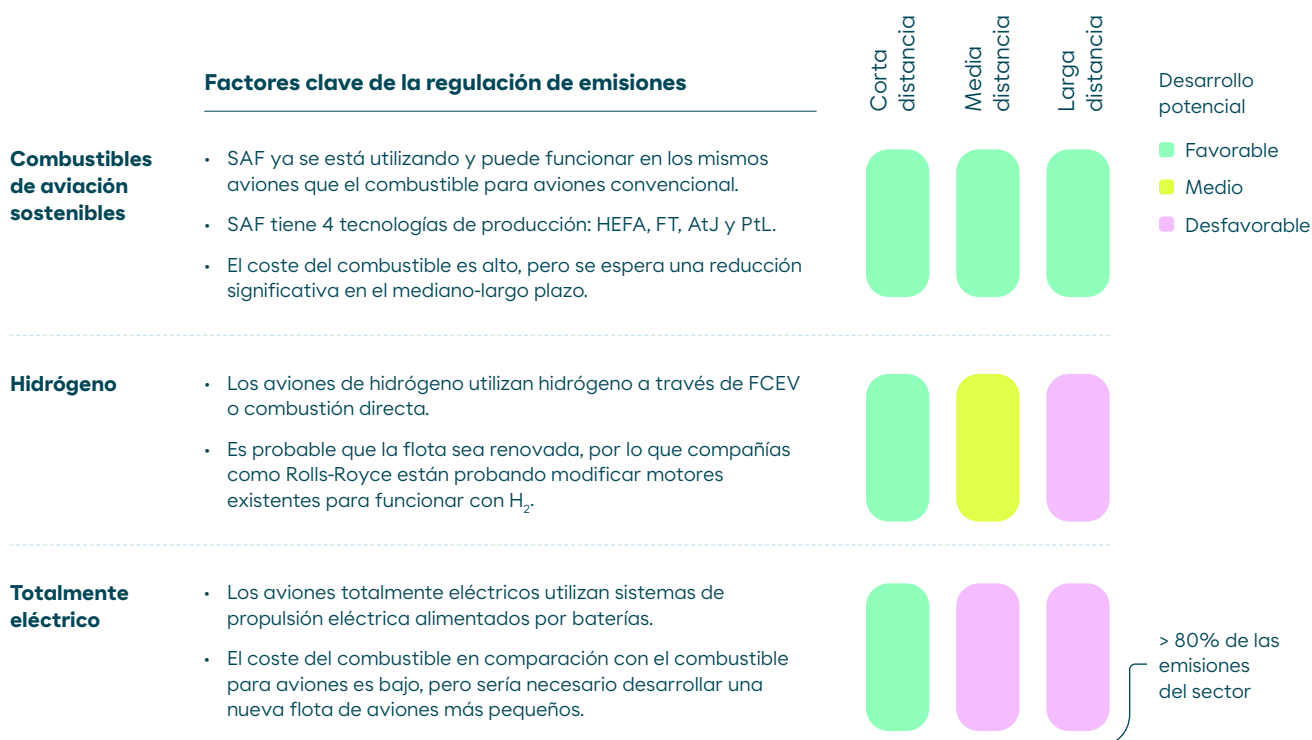 Factores clave de la regulación de emisiones
Corta
distancia
Media
distancia
Larga
distancia
Desarrollo
potencial
Favorable
Medio
Desfavorable
Combustibles
de aviación
sostenibles
• SAF ya se está utilizando y puede funcionar en los mismos
aviones que el combustible para aviones convencional.
• SAF tiene 4 tecnologías de producción: HEFA, FT, AtJ y PtL.
• El coste del combustible es alto, pero se espera una reducción
significativa en el mediano-largo plazo.
Hidrógeno
• Los aviones de hidrógeno utilizan hidrógeno a través de FCEV
o combustión directa.
• Es probable que la flota sea renovada, por lo que compañías
como Rolls-Royce están probando modificar motores
existentes para funcionar con H₂.
Totalmente
eléctrico
• Los aviones totalmente eléctricos utilizan sistemas de
propulsión eléctrica alimentados por baterías.
• El coste del combustible en comparación con el combustible
para aviones es bajo, pero sería necesario desarrollar una
nueva flota de aviones más pequeños.
> 80% de las
emisiones
del sector